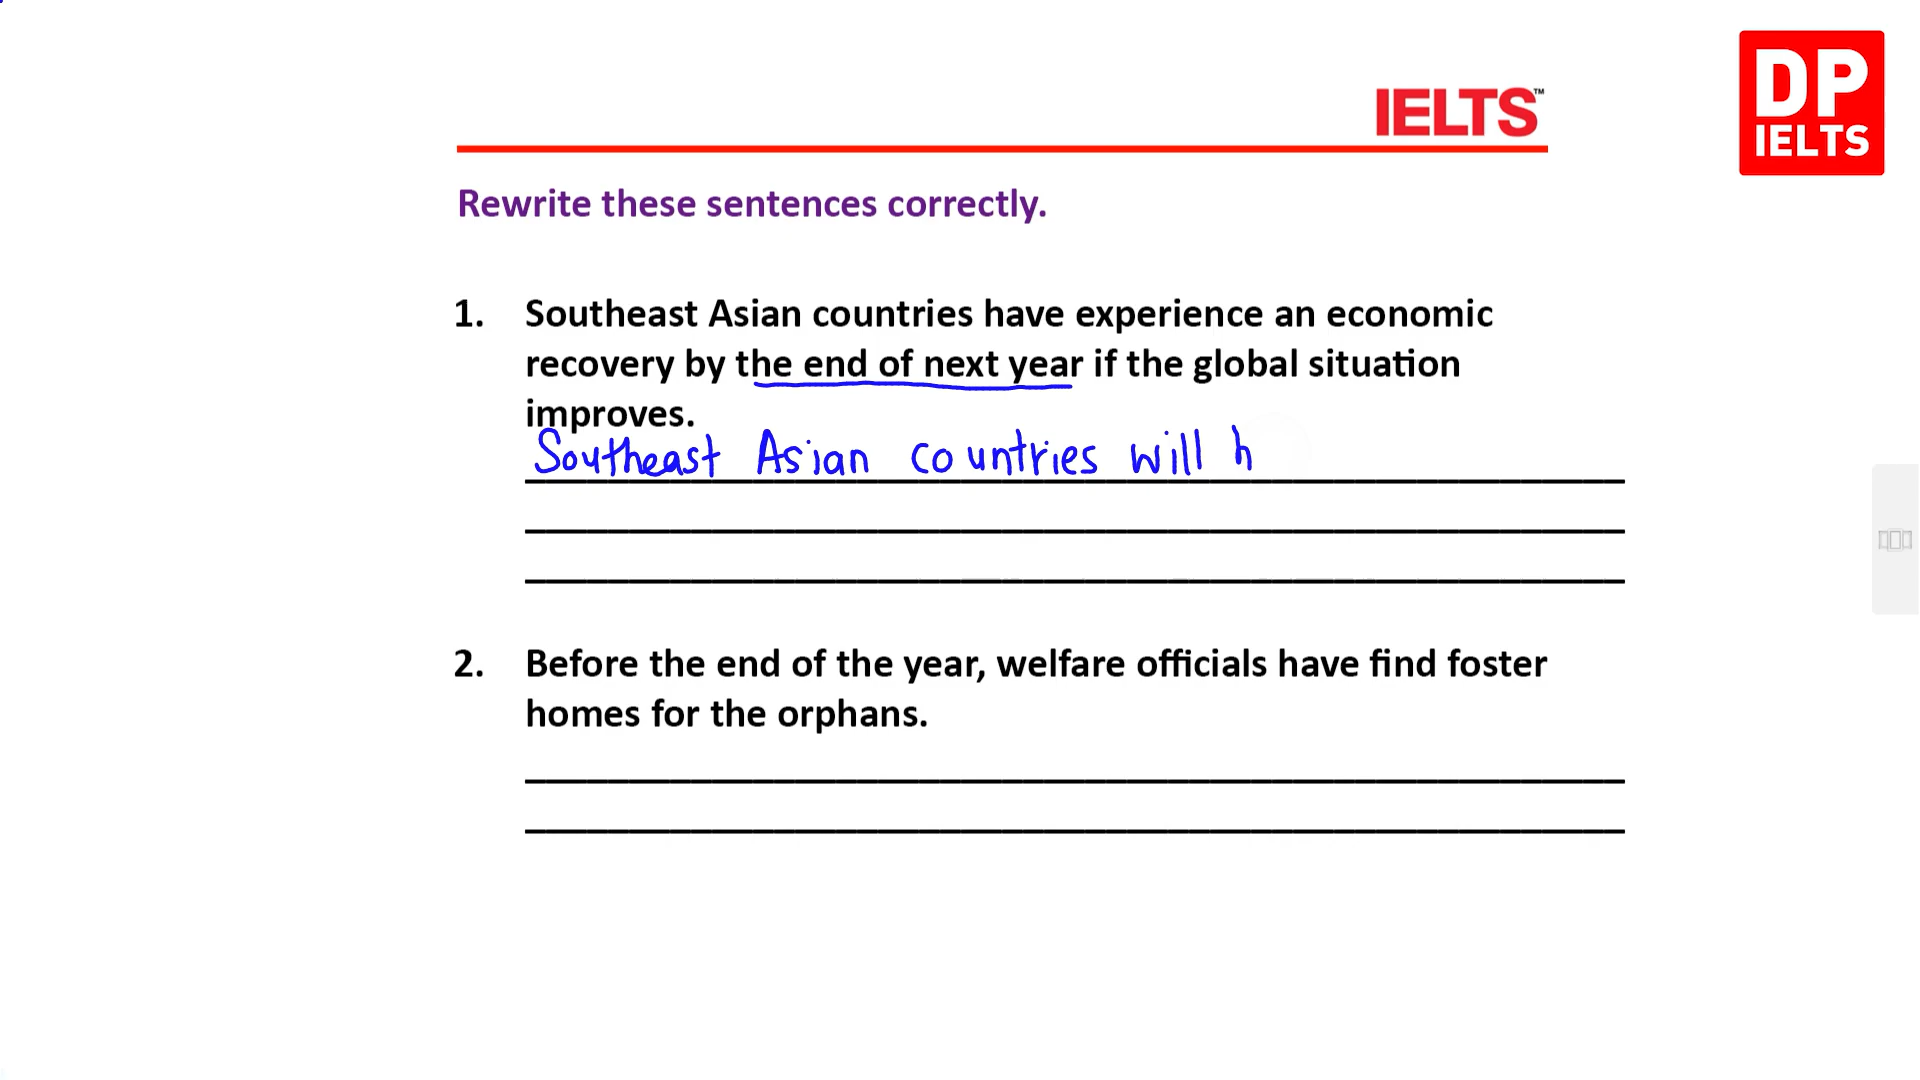 DP
IELTS
IELTS™
Rewrite these sentences correctly.
1. Southeast Asian countries have experience an economic
recovery by the end of next year if the global situation
improves.
Southeast Asian countries will h
2. Before the end of the year, welfare officials have find foster
homes for the orphans.